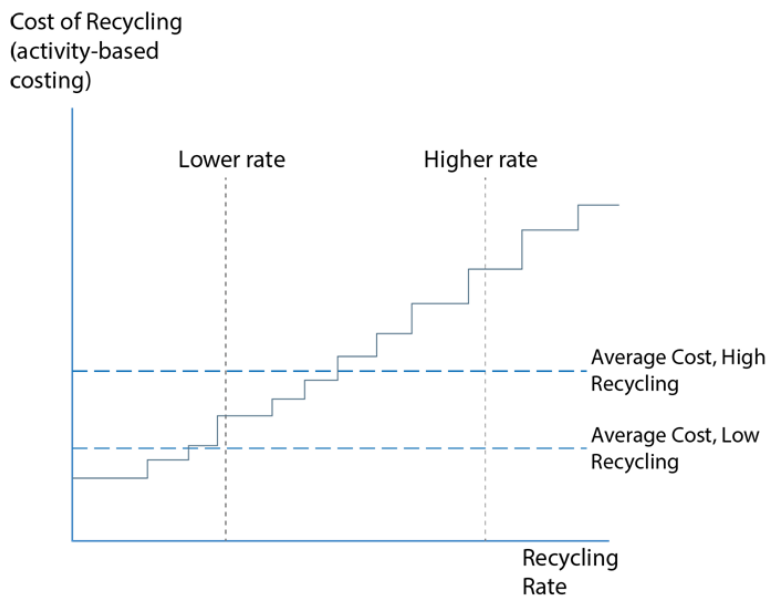 Cost of Recycling
(activity-based
costing)
Lower rate
Higher rate
Average Cost, High
Recycling
Average Cost, Low
Recycling
Recycling
Rate